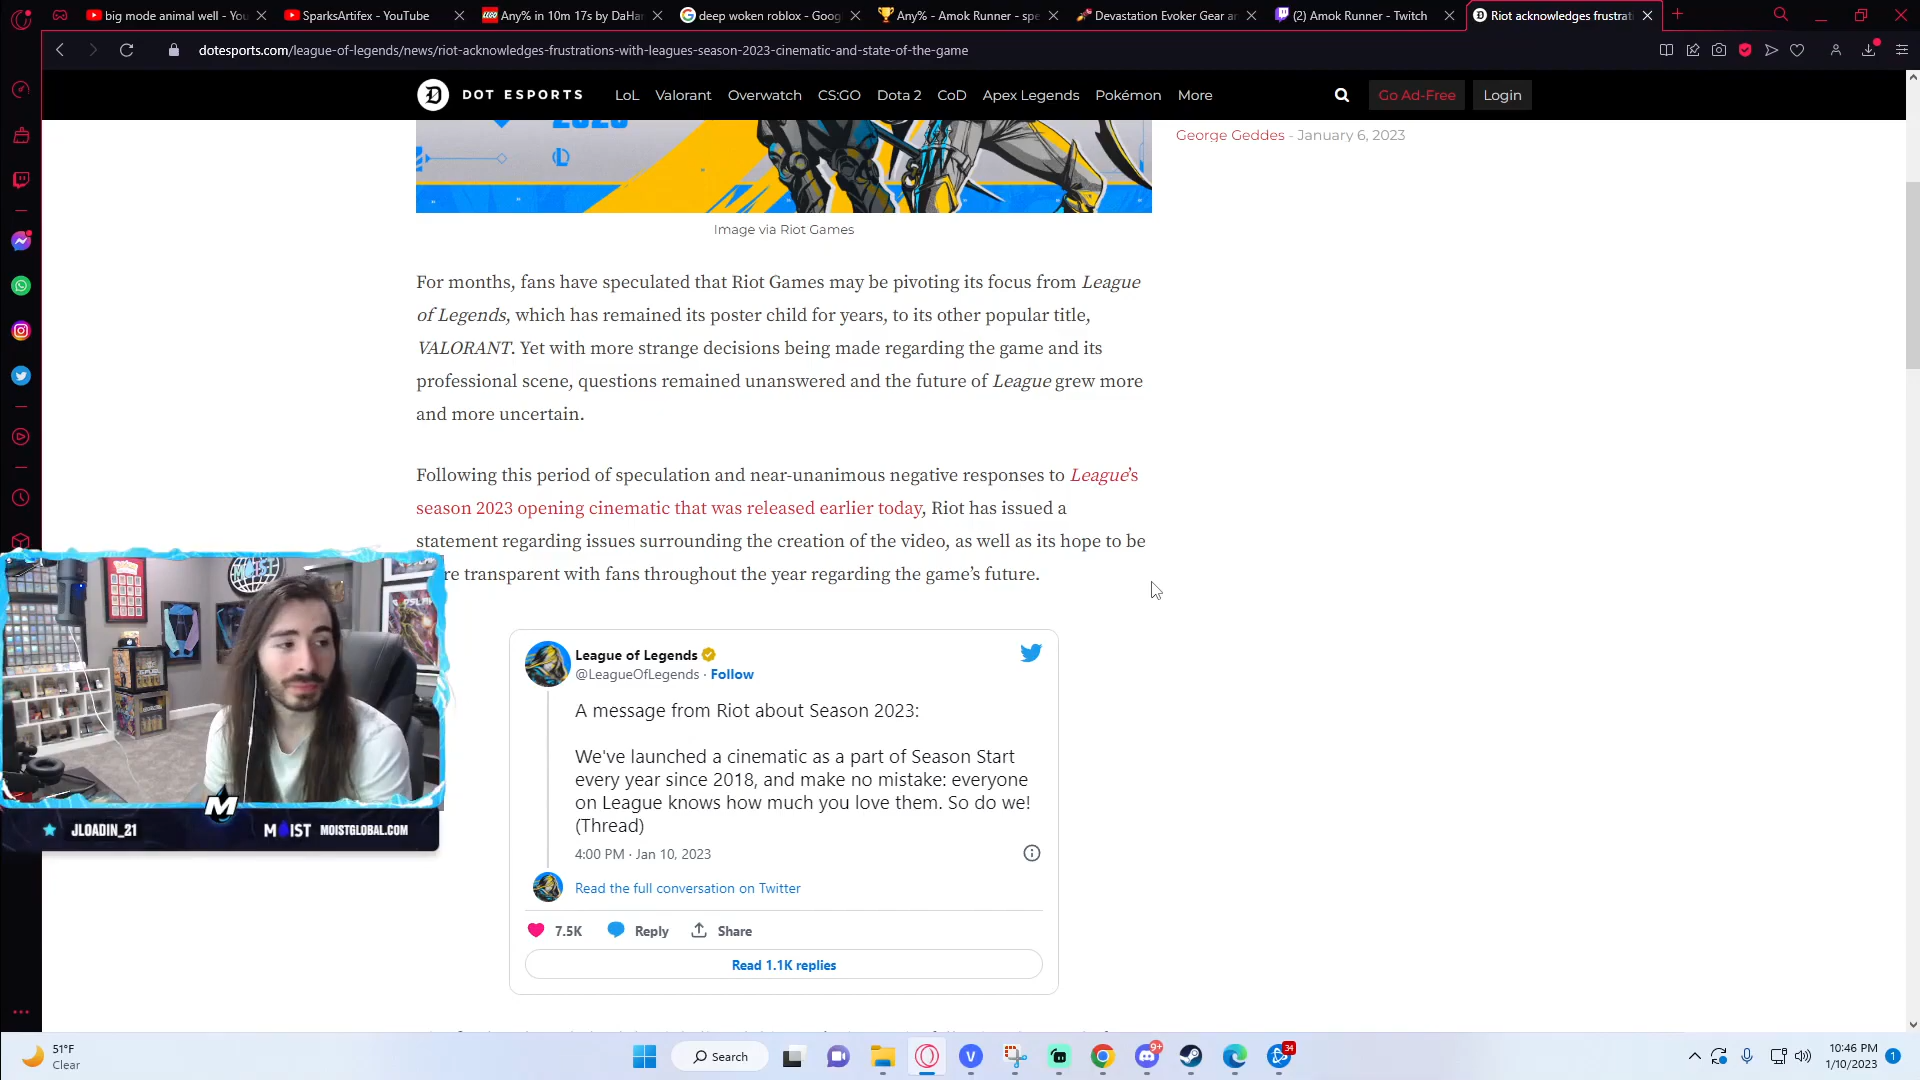 big mode animal well - You
SparksArtifex - YouTube
Any% in 10m 17s by DaHar
deep woken roblox - Goog
Any% - Amok Runner - spe
Devastation Evoker Gear an
(2) Amok Runner - Twitch
Riot acknowledges frustrat
dotesports.com/league-of-legends/news/riot-acknowledges-frustrations-with-leagues-season-2023-cinematic-and-state-of-the-game
DOT ESPORTS
LoL Valorant Overwatch CS:GO Dota 2 CoD Apex Legends Pokémon More
Go Ad-Free
Login
2023
George Geddes - January 6, 2023
Image via Riot Games
For months, fans have speculated that Riot Games may be pivoting its focus from League
of Legends, which has remained its poster child for years, to its other popular title,
VALORANT. Yet with more strange decisions being made regarding the game and its
professional scene, questions remained unanswered and the future of League grew more
and more uncertain.
Following this period of speculation and near-unanimous negative responses to League's
season 2023 opening cinematic that was released earlier today, Riot has issued a
statement regarding issues surrounding the creation of the video, as well as its hope to be
re transparent with fans throughout the year regarding the game's future.
League of Legends
@LeagueOfLegends · Follow
A message from Riot about Season 2023:
We've launched a cinematic as a part of Season Start
every year since 2018, and make no mistake: everyone
on League knows how much you love them. So do we!
(Thread)
4:00 PM · Jan 10, 2023
Read the full conversation on Twitter
7.5K
Reply
Share
Read 1.1K replies
MOIST
M
JLOADIN_21
MOIST
MOISTGLOBAL.COM
51°F
Clear
Search
9+
34
10:46 PM
1/10/2023
1